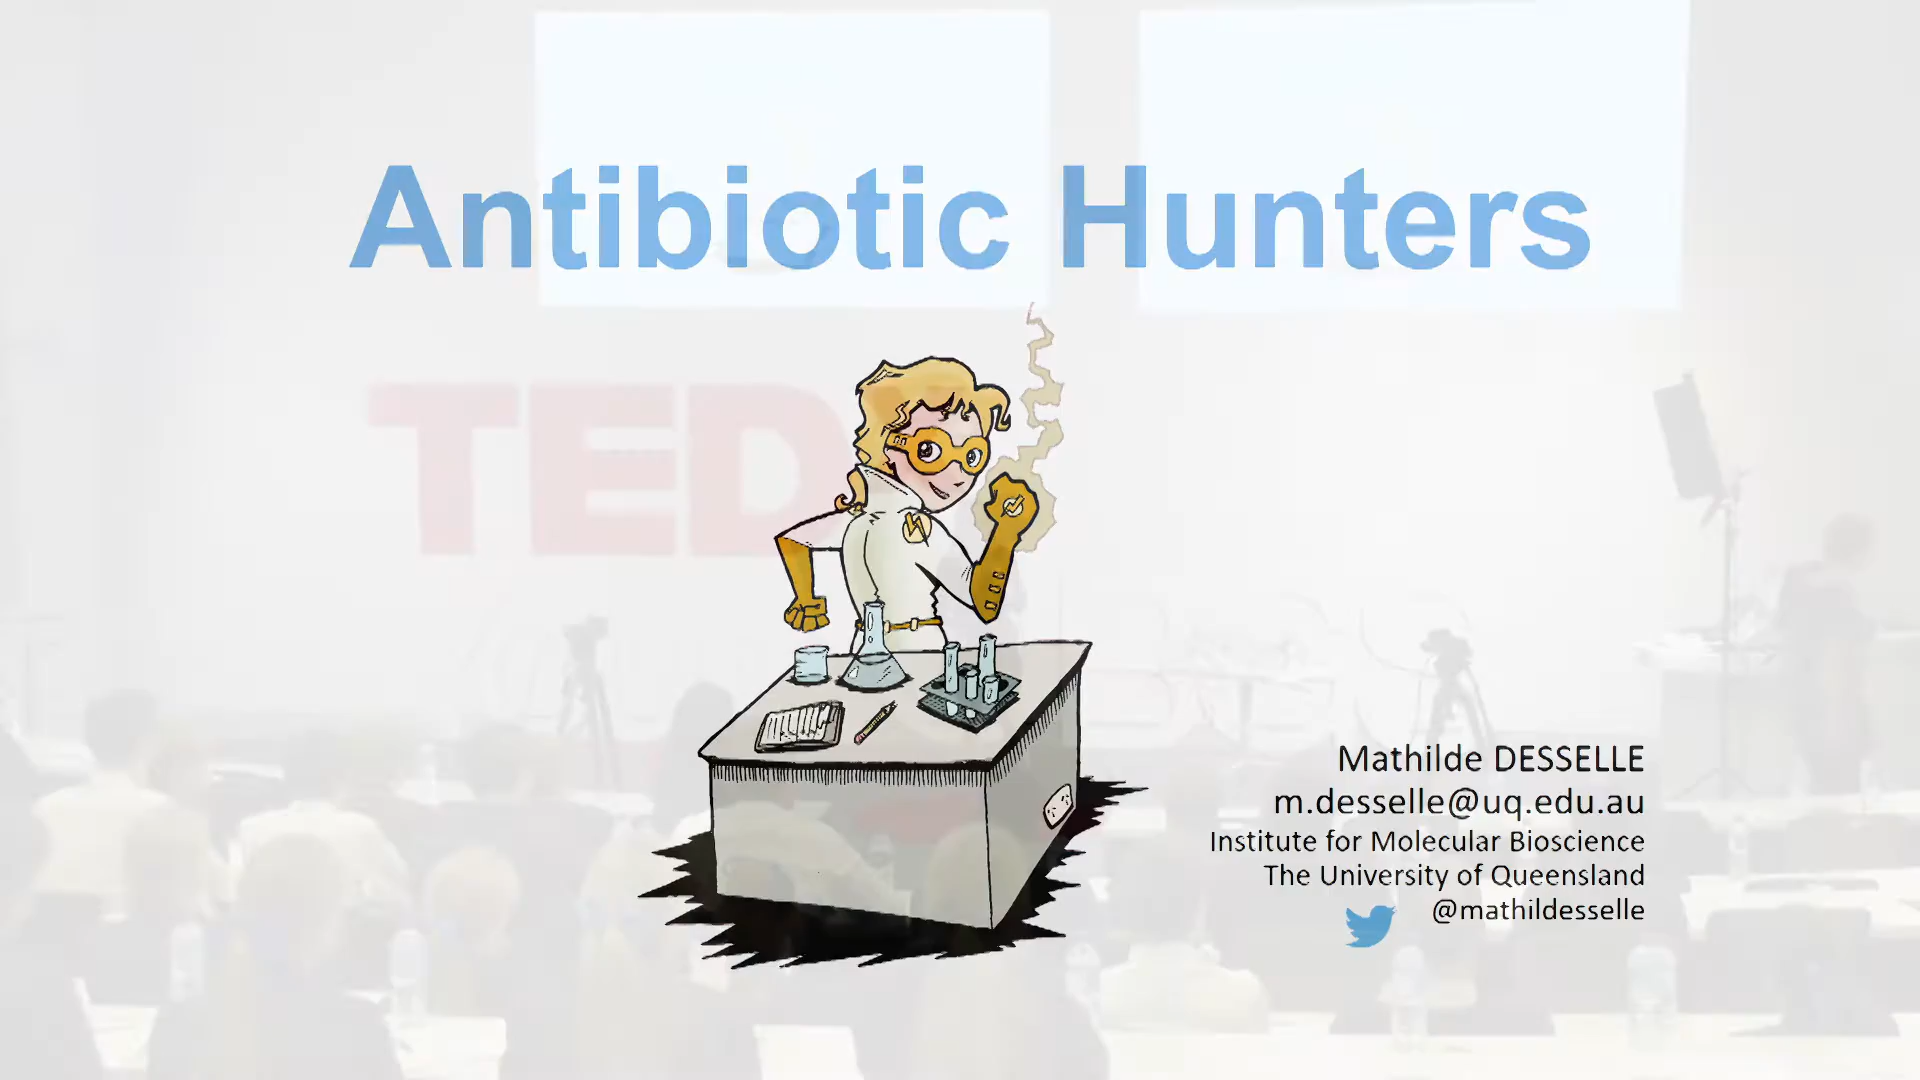 Antibiotic Hunters
TED
Mathilde DESSELLE
m.desselle@uq.edu.au
Institute for Molecular Bioscience
The University of Queensland
@mathildesselle